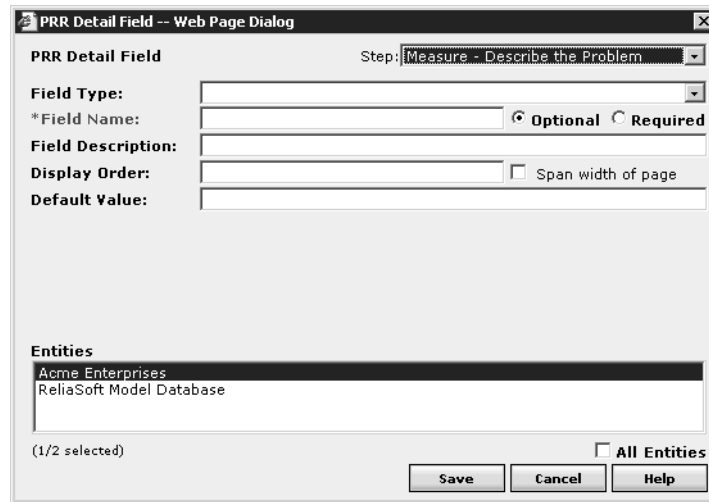 PRR Detail Field -- Web Page Dialog
PRR Detail Field Step: Measure - Describe the Problem
Field Type:
*Field Name: Optional Required
Field Description:
Display Order: Span width of page
Default Value:
Entities
Acme Enterprises
ReliaSoft Model Database
(1/2 selected) All Entities
Save Cancel Help